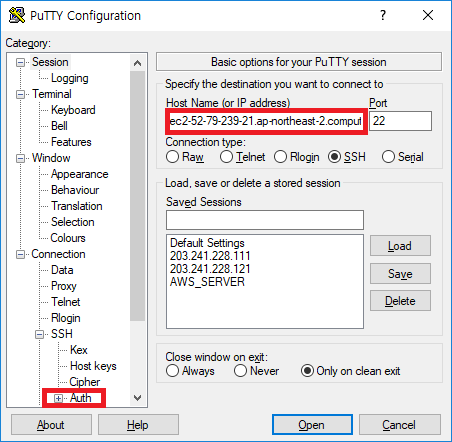 PuTTY Configuration
Category:
Session
Logging
Terminal
Keyboard
Bell
Features
Window
Appearance
Behaviour
Translation
Selection
Colours
Connection
Data
Proxy
Telnet
Rlogin
SSH
Kex
Host keys
Cipher
Auth
Basic options for your PuTTY session
Specify the destination you want to connect to
Host Name (or IP address) Port
ec2-52-79-239-21.ap-northeast-2.comput 22
Connection type:
Raw Telnet Rlogin SSH Serial
Load, save or delete a stored session
Saved Sessions
Default Settings
203.241.228.111
203.241.228.121
AWS_SERVER
Load
Save
Delete
Close window on exit:
Always Never Only on clean exit
About Help Open Cancel